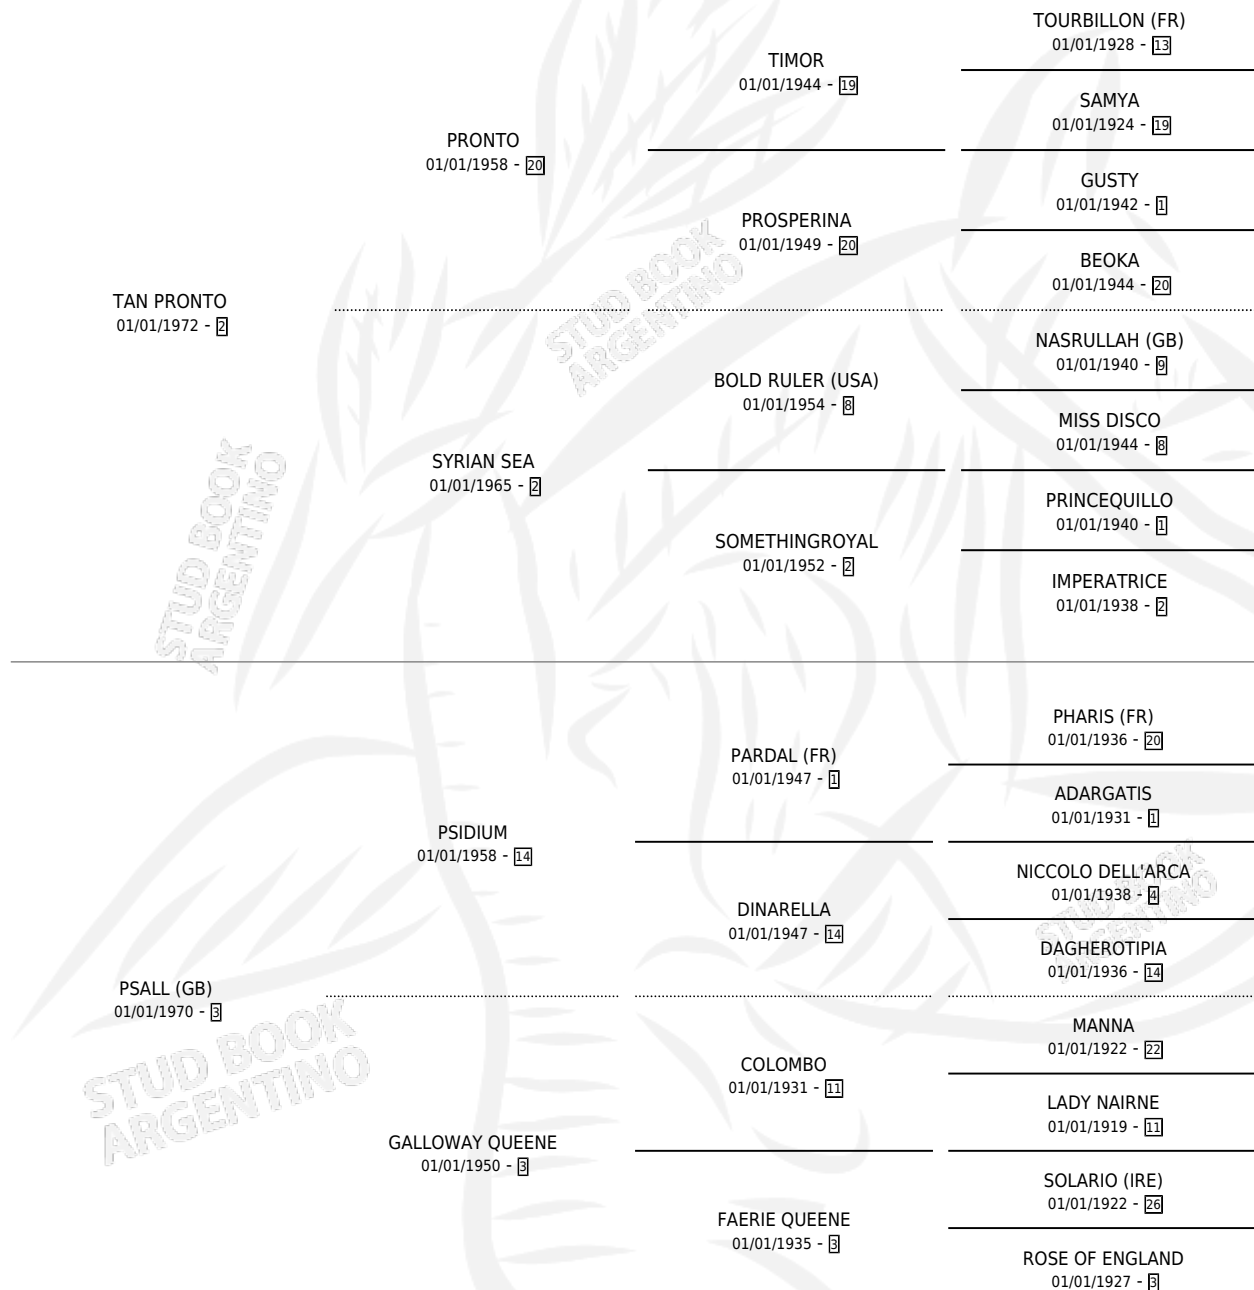 TOURBILLON (FR)
01/01/1928 - 13
TIMOR
01/01/1944 - 19
SAMYA
01/01/1924 - 19
PRONTO
01/01/1958 - 20
GUSTY
01/01/1942 - 1
PROSPERINA
01/01/1949 - 20
BEOKA
01/01/1944 - 20
TAN PRONTO
01/01/1972 - 2
STUD BOOK
ARGENTINO
NASRULLAH (GB)
01/01/1940 - 9
BOLD RULER (USA)
01/01/1954 - 8
MISS DISCO
01/01/1944 - 8
SYRIAN SEA
01/01/1965 - 2
PRINCEQUILLO
01/01/1940 - 1
SOMETHINGROYAL
01/01/1952 - 2
IMPERATRICE
01/01/1938 - 2
STUD BOOK
ARGENTINO
PHARIS (FR)
01/01/1936 - 20
PARDAL (FR)
01/01/1947 - 1
ADARGATIS
01/01/1931 - 1
PSIDIUM
01/01/1958 - 14
NICCOLO DELL'ARCA
01/01/1938 - 4
DINARELLA
01/01/1947 - 14
DAGHEROTIPIA
01/01/1936 - 14
STUD BOOK
ARGENTINO
PSALL (GB)
01/01/1970 - 3
MANNA
01/01/1922 - 22
COLOMBO
01/01/1931 - 11
LADY NAIRNE
01/01/1919 - 11
STUD BOOK
ARGENTINO
GALLOWAY QUEENE
01/01/1950 - 3
SOLARIO (IRE)
01/01/1922 - 26
FAERIE QUEENE
01/01/1935 - 3
ROSE OF ENGLAND
01/01/1927 - 3